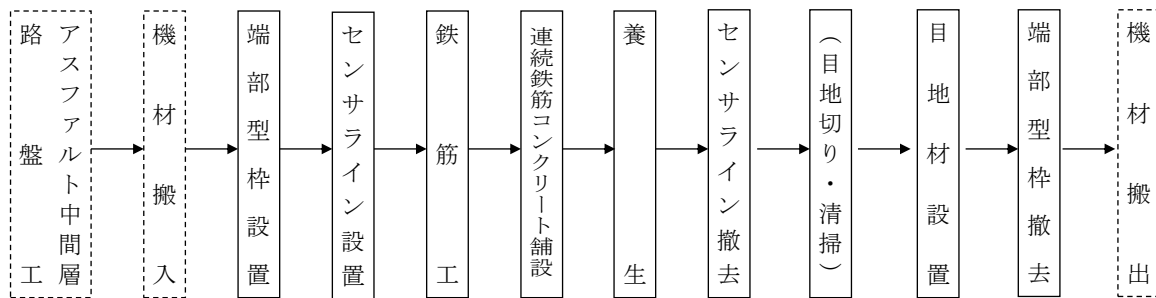 路盤工
アスファルト中間層
機材搬入
端部型枠設置
センサライン設置
鉄筋工
連続鉄筋コンクリート舗設
養生
センサライン撤去
（目地切り・清掃）
目地材設置
端部型枠撤去
機材搬出